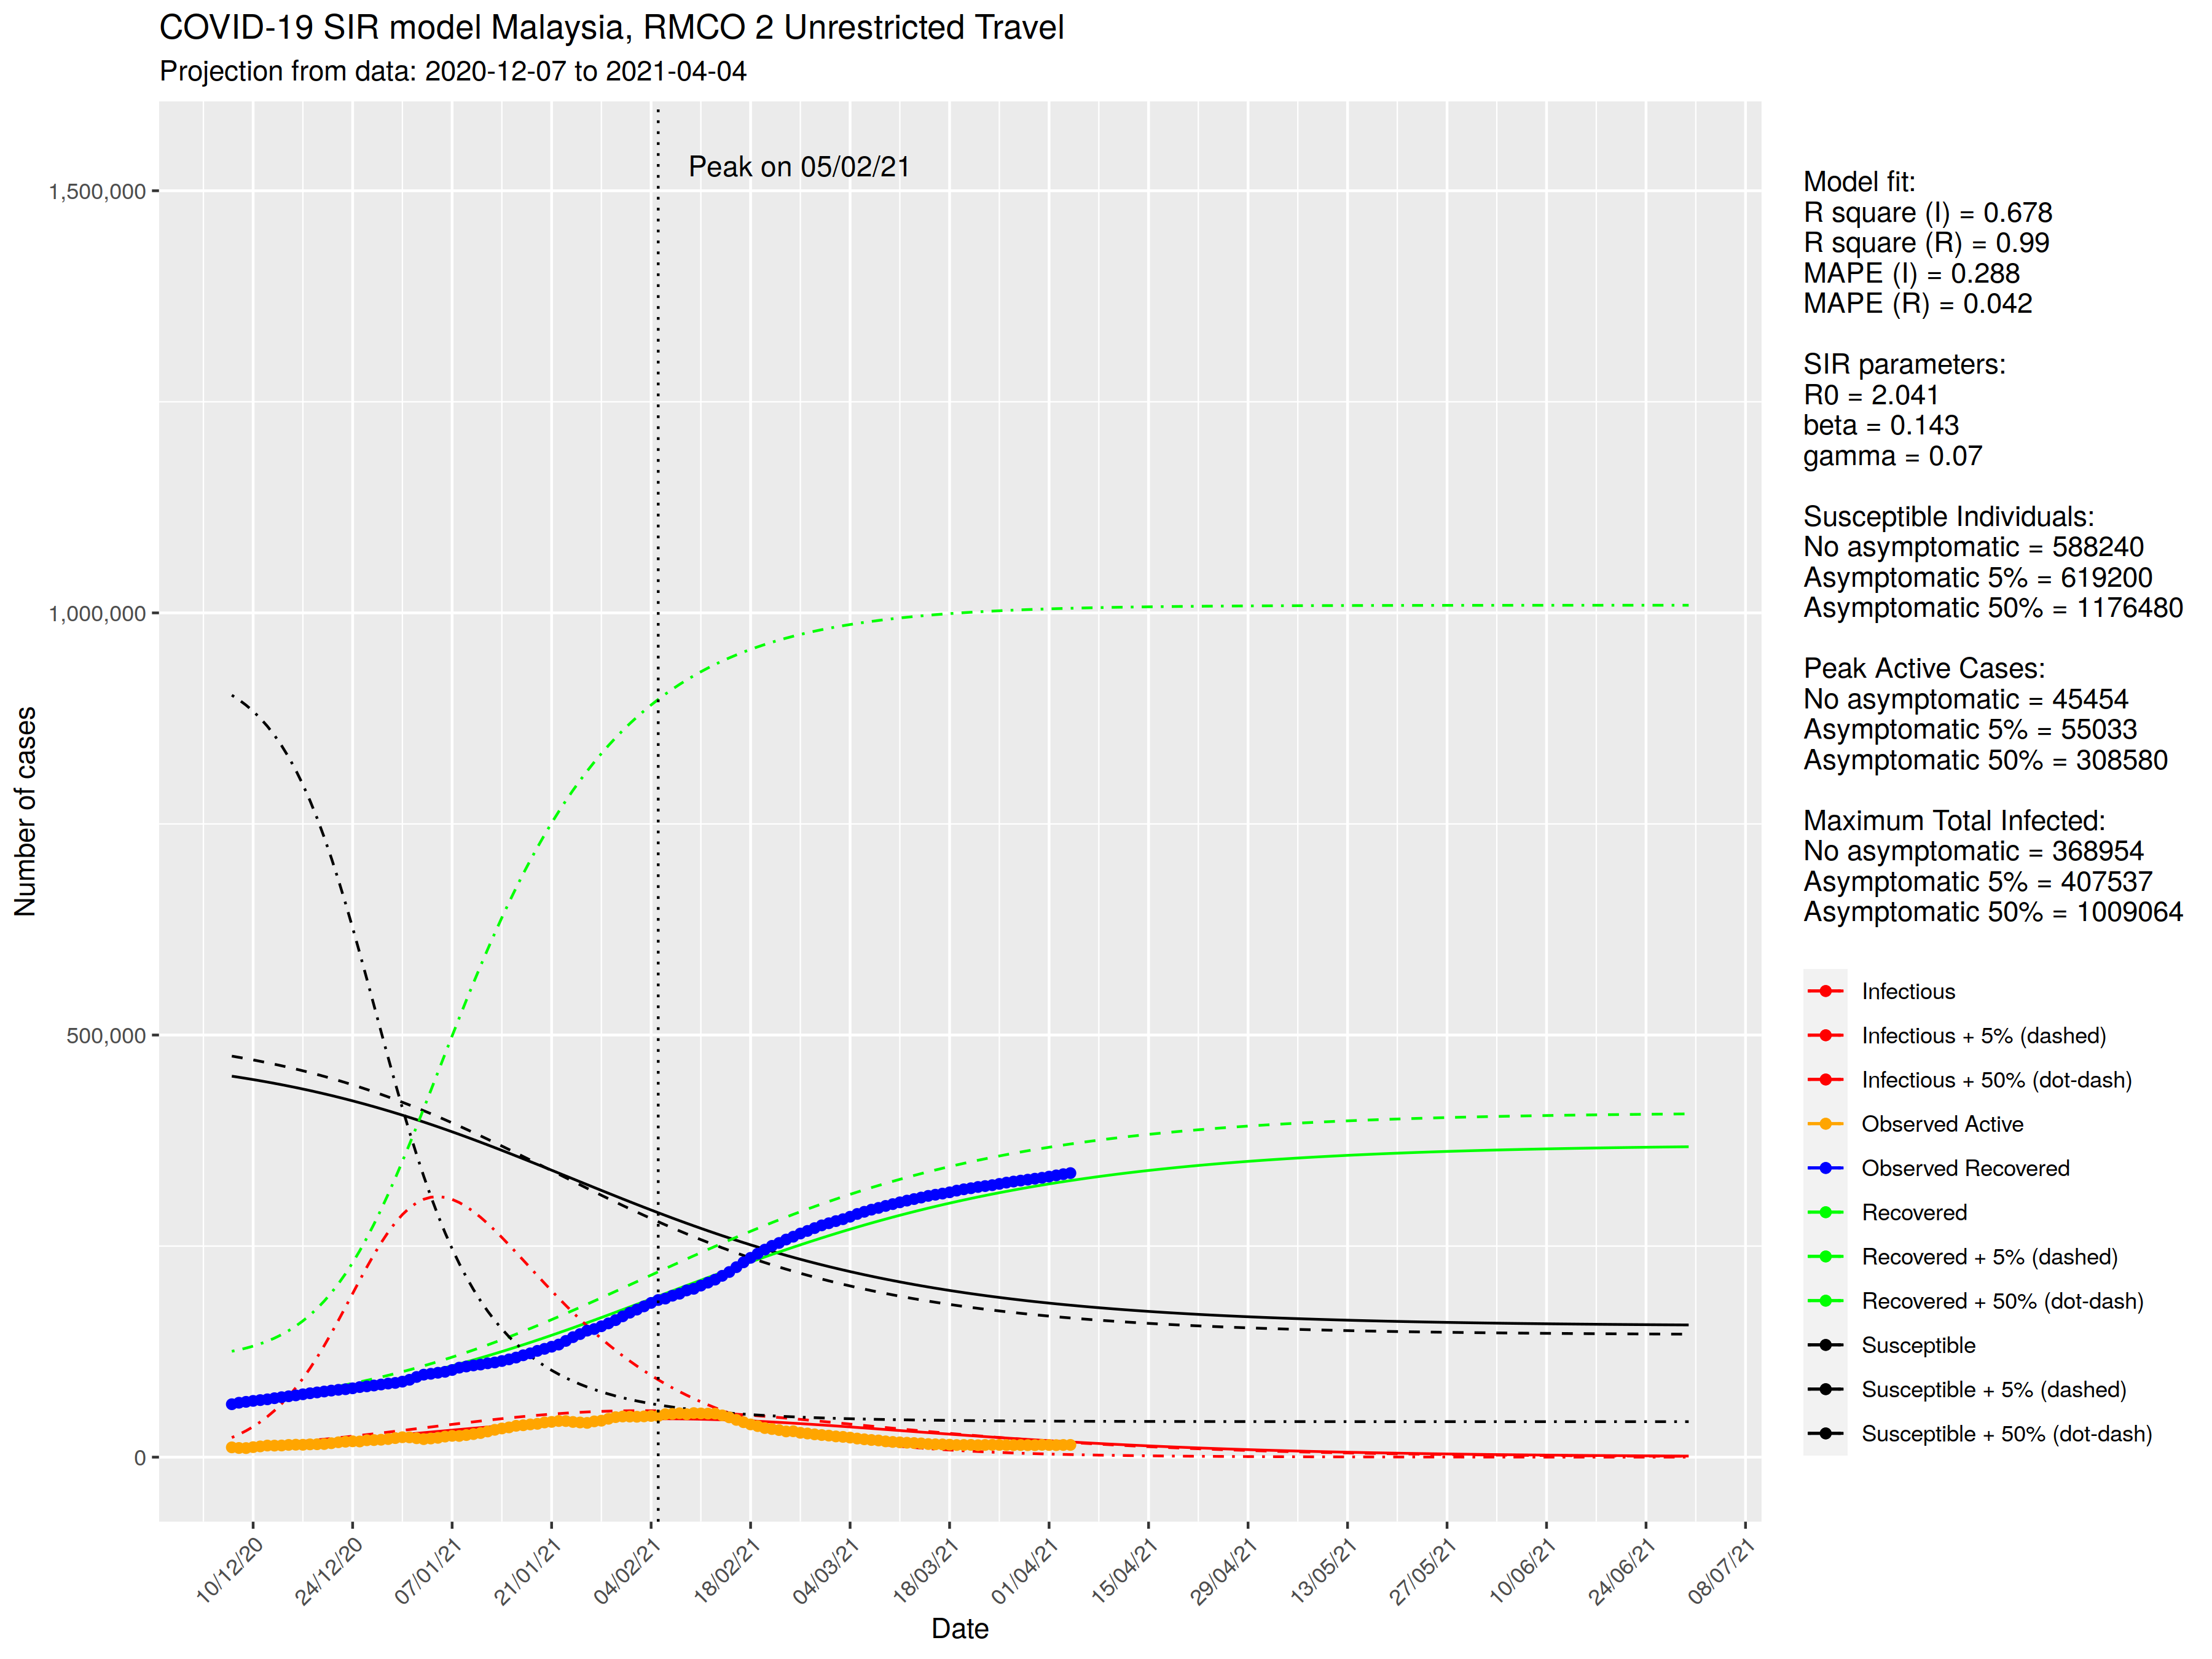 COVID-19 SIR model Malaysia, RMCO 2 Unrestricted Travel
Projection from data: 2020-12-07 to 2021-04-04
Peak on 05/02/21
1,500,000
1,000,000
500,000
0
Number of cases
10/12/20
24/12/20
07/01/21
21/01/21
04/02/21
18/02/21
04/03/21
18/03/21
01/04/21
15/04/21
29/04/21
13/05/21
27/05/21
10/06/21
24/06/21
08/07/21
Date
Model fit:
R square (I) = 0.678
R square (R) = 0.99
MAPE (I) = 0.288
MAPE (R) = 0.042
SIR parameters:
R0 = 2.041
beta = 0.143
gamma = 0.07
Susceptible Individuals:
No asymptomatic = 588240
Asymptomatic 5% = 619200
Asymptomatic 50% = 1176480
Peak Active Cases:
No asymptomatic = 45454
Asymptomatic 5% = 55033
Asymptomatic 50% = 308580
Maximum Total Infected:
No asymptomatic = 368954
Asymptomatic 5% = 407537
Asymptomatic 50% = 1009064
Infectious
Infectious + 5% (dashed)
Infectious + 50% (dot-dash)
Observed Active
Observed Recovered
Recovered
Recovered + 5% (dashed)
Recovered + 50% (dot-dash)
Susceptible
Susceptible + 5% (dashed)
Susceptible + 50% (dot-dash)